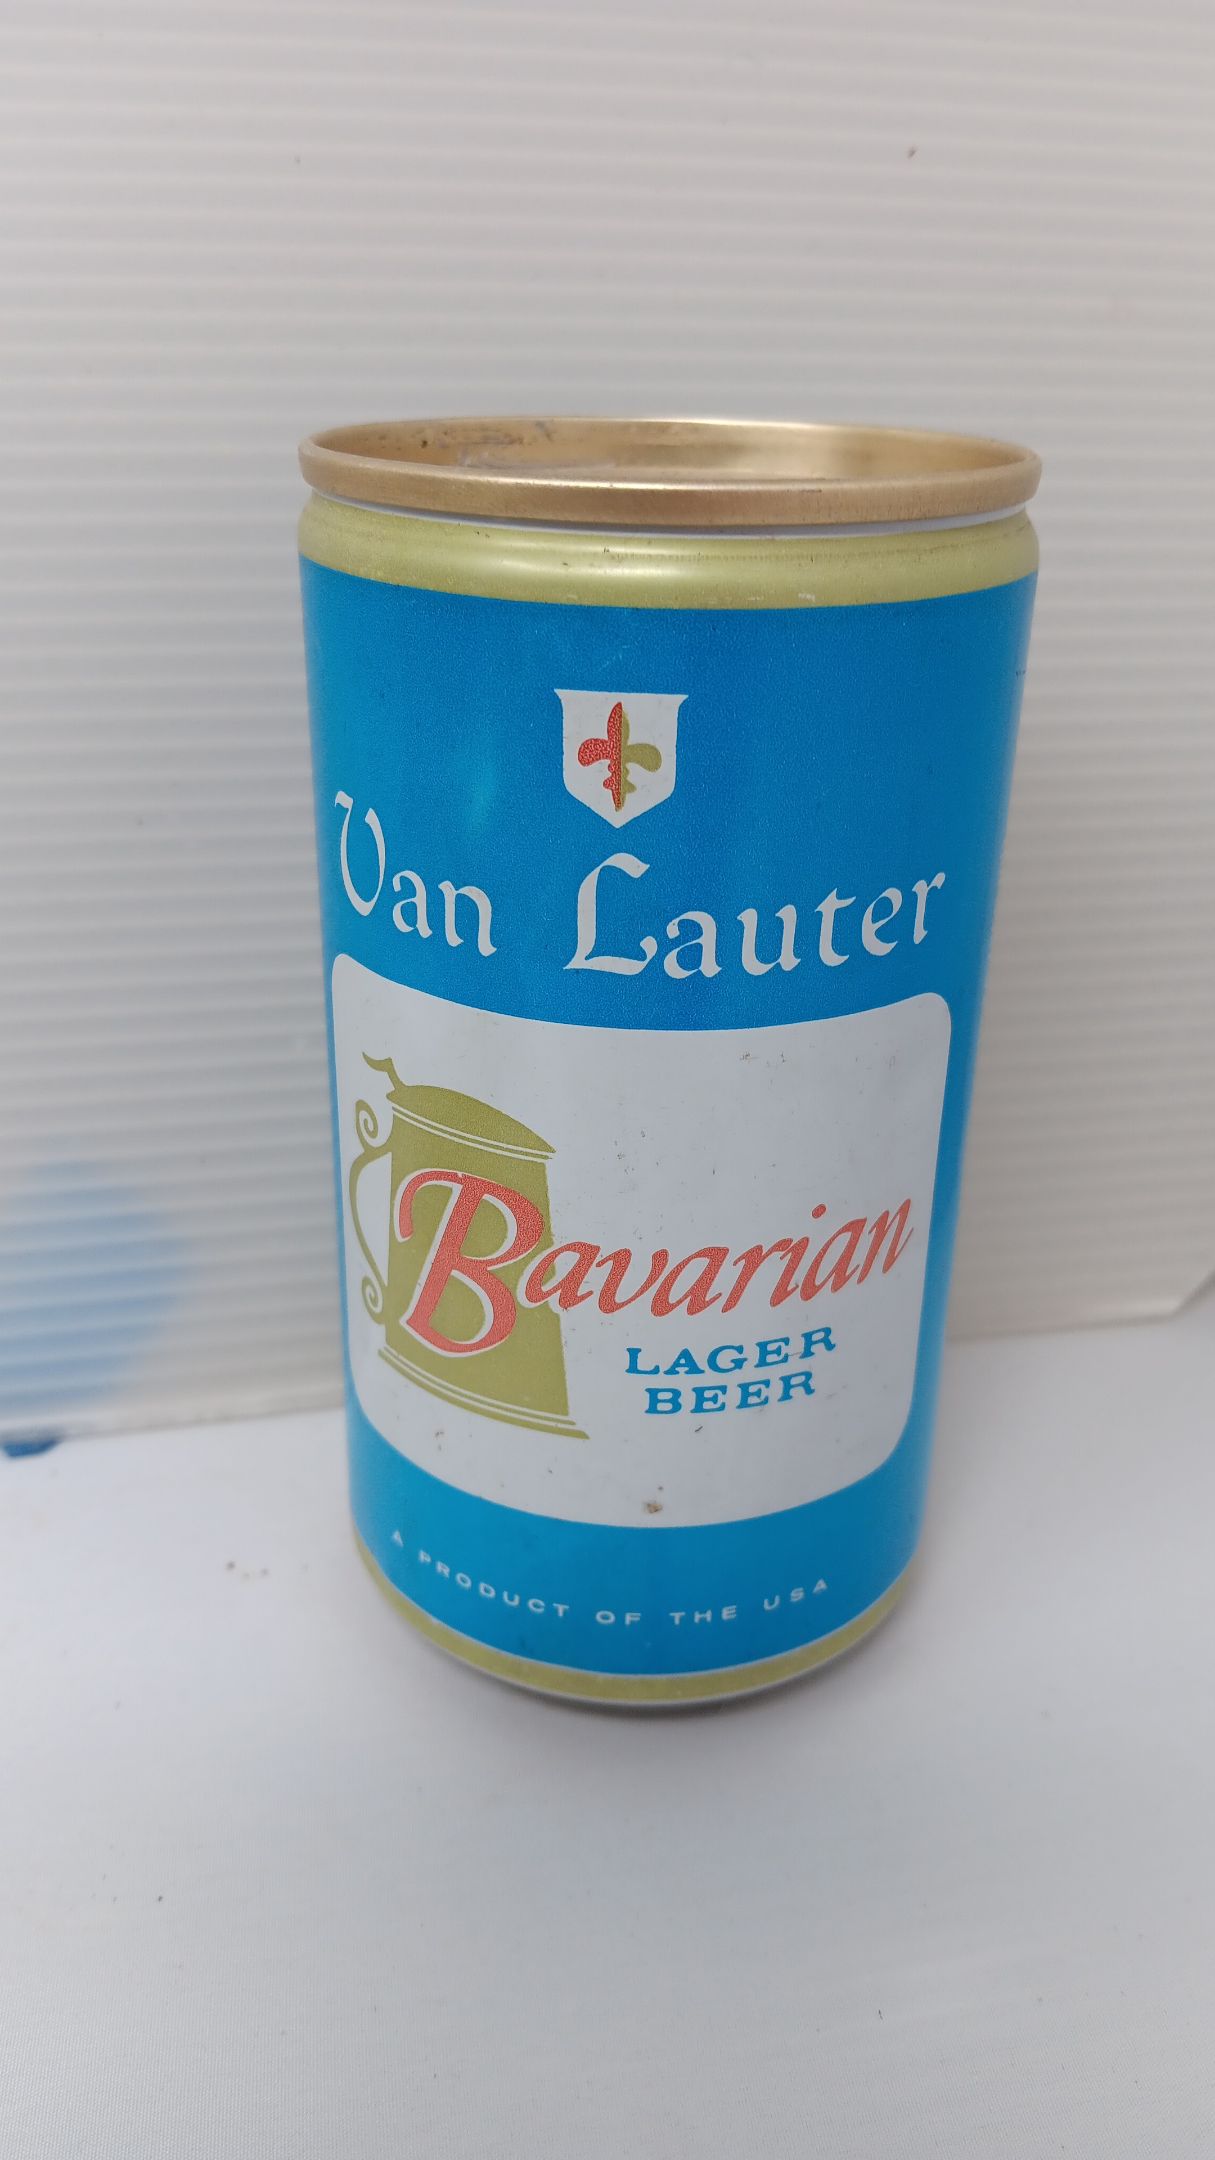 Van Lauter
Bavarian
LAGER
BEER
A PRODUCT OF THE USA